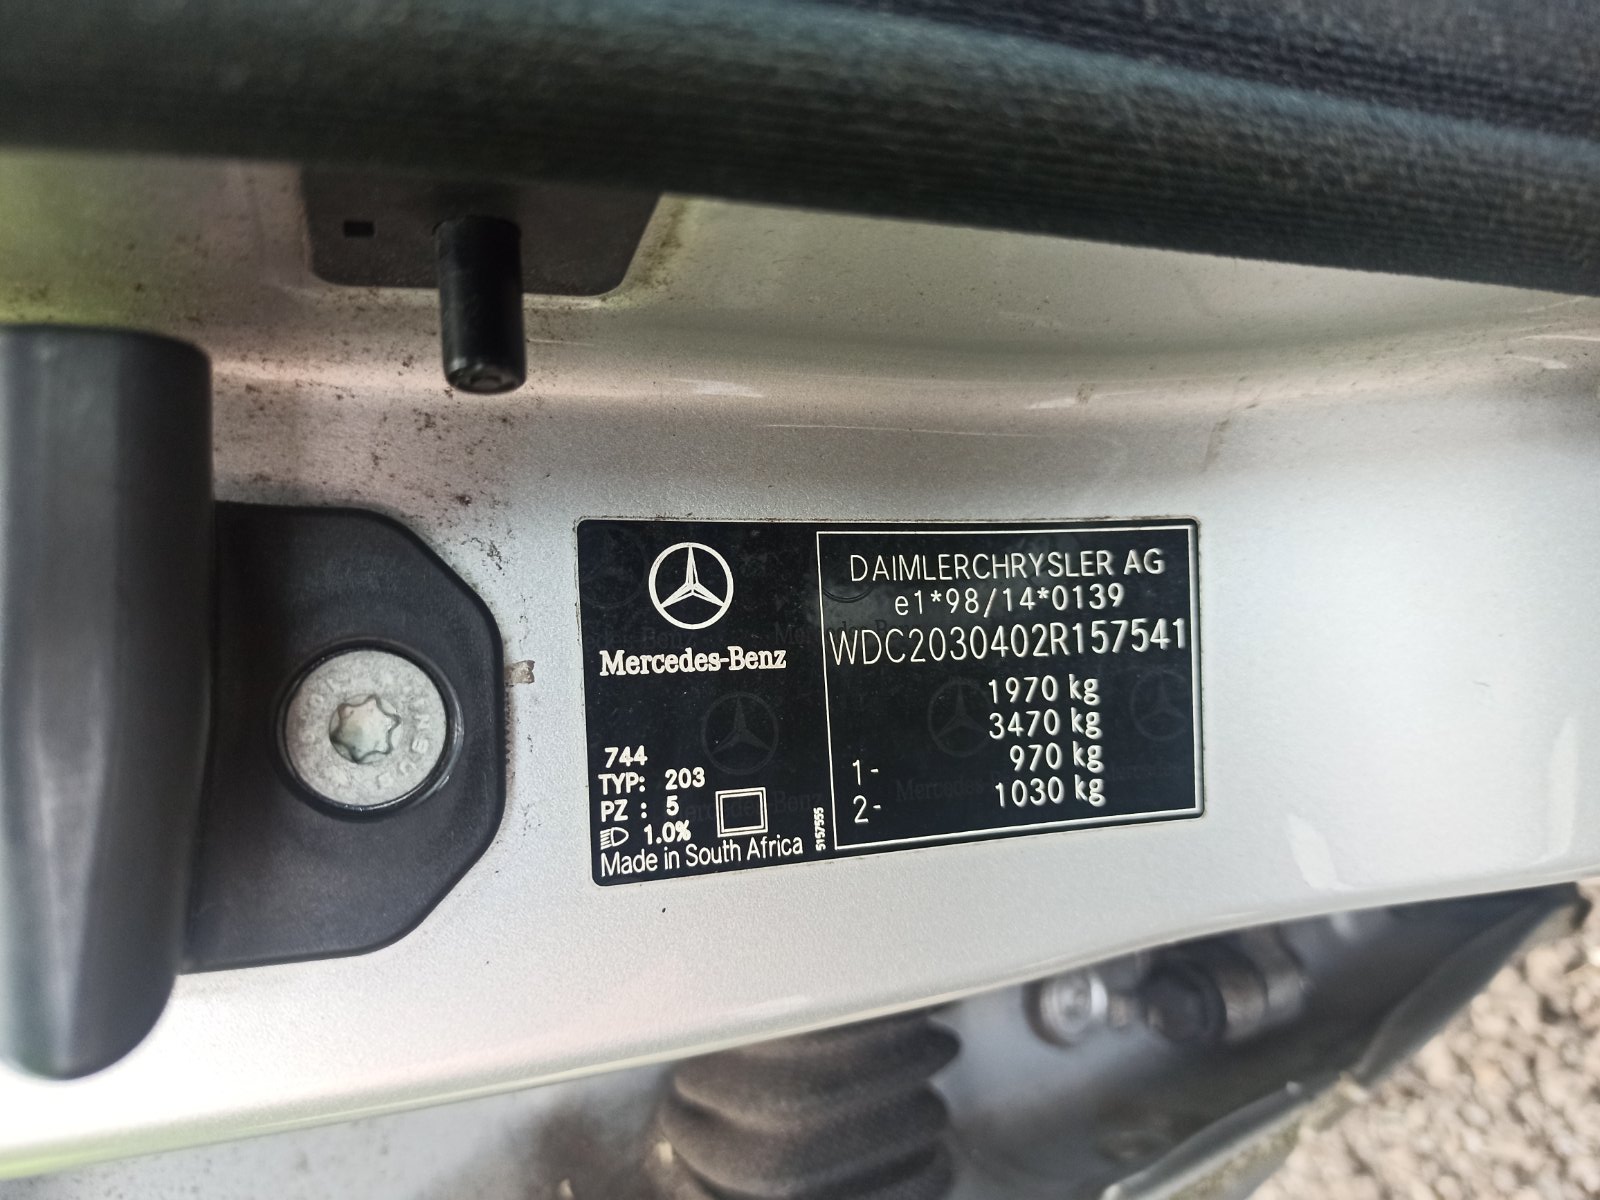 Mercedes-Benz
744
TYP: 203
PZ : 5
1.0%
Made in South Africa
5157555
DAIMLERCHRYSLER AG
e1*98/14*0139
WDC2030402R157541
1970 kg
3470 kg
1- 970 kg
2- 1030 kg